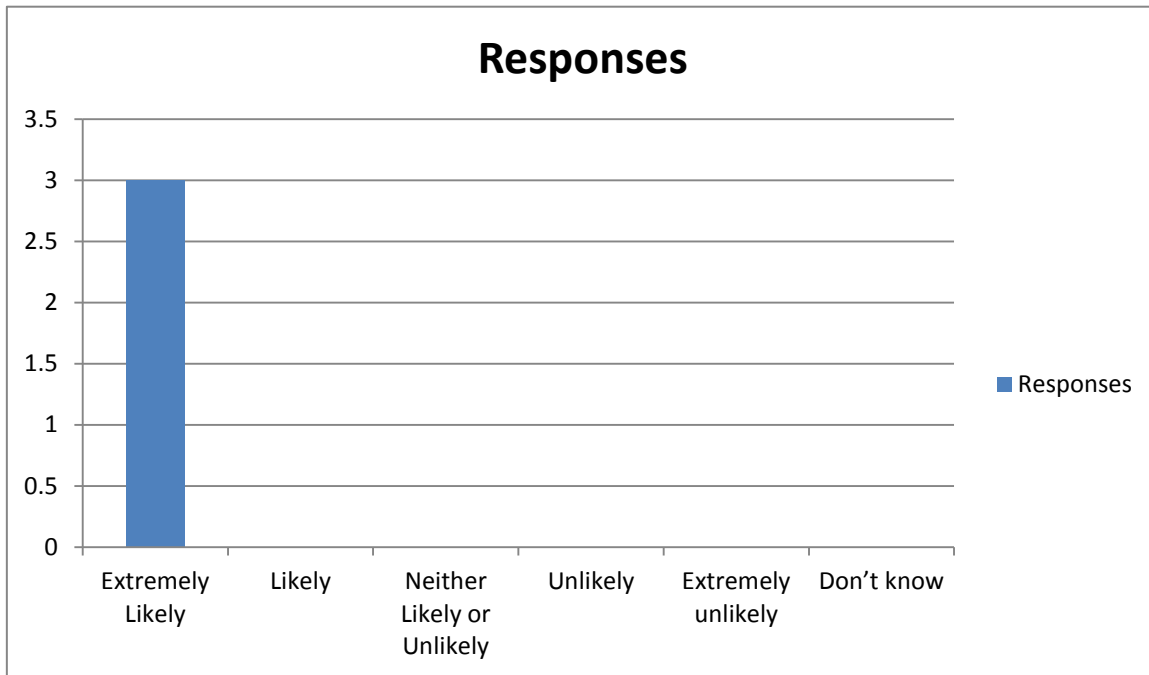 Responses
3.5
3
2.5
2
1.5
1
0.5
0
Extremely
Likely
Likely
Neither
Likely or
Unlikely
Unlikely
Extremely
unlikely
Don’t know
Responses